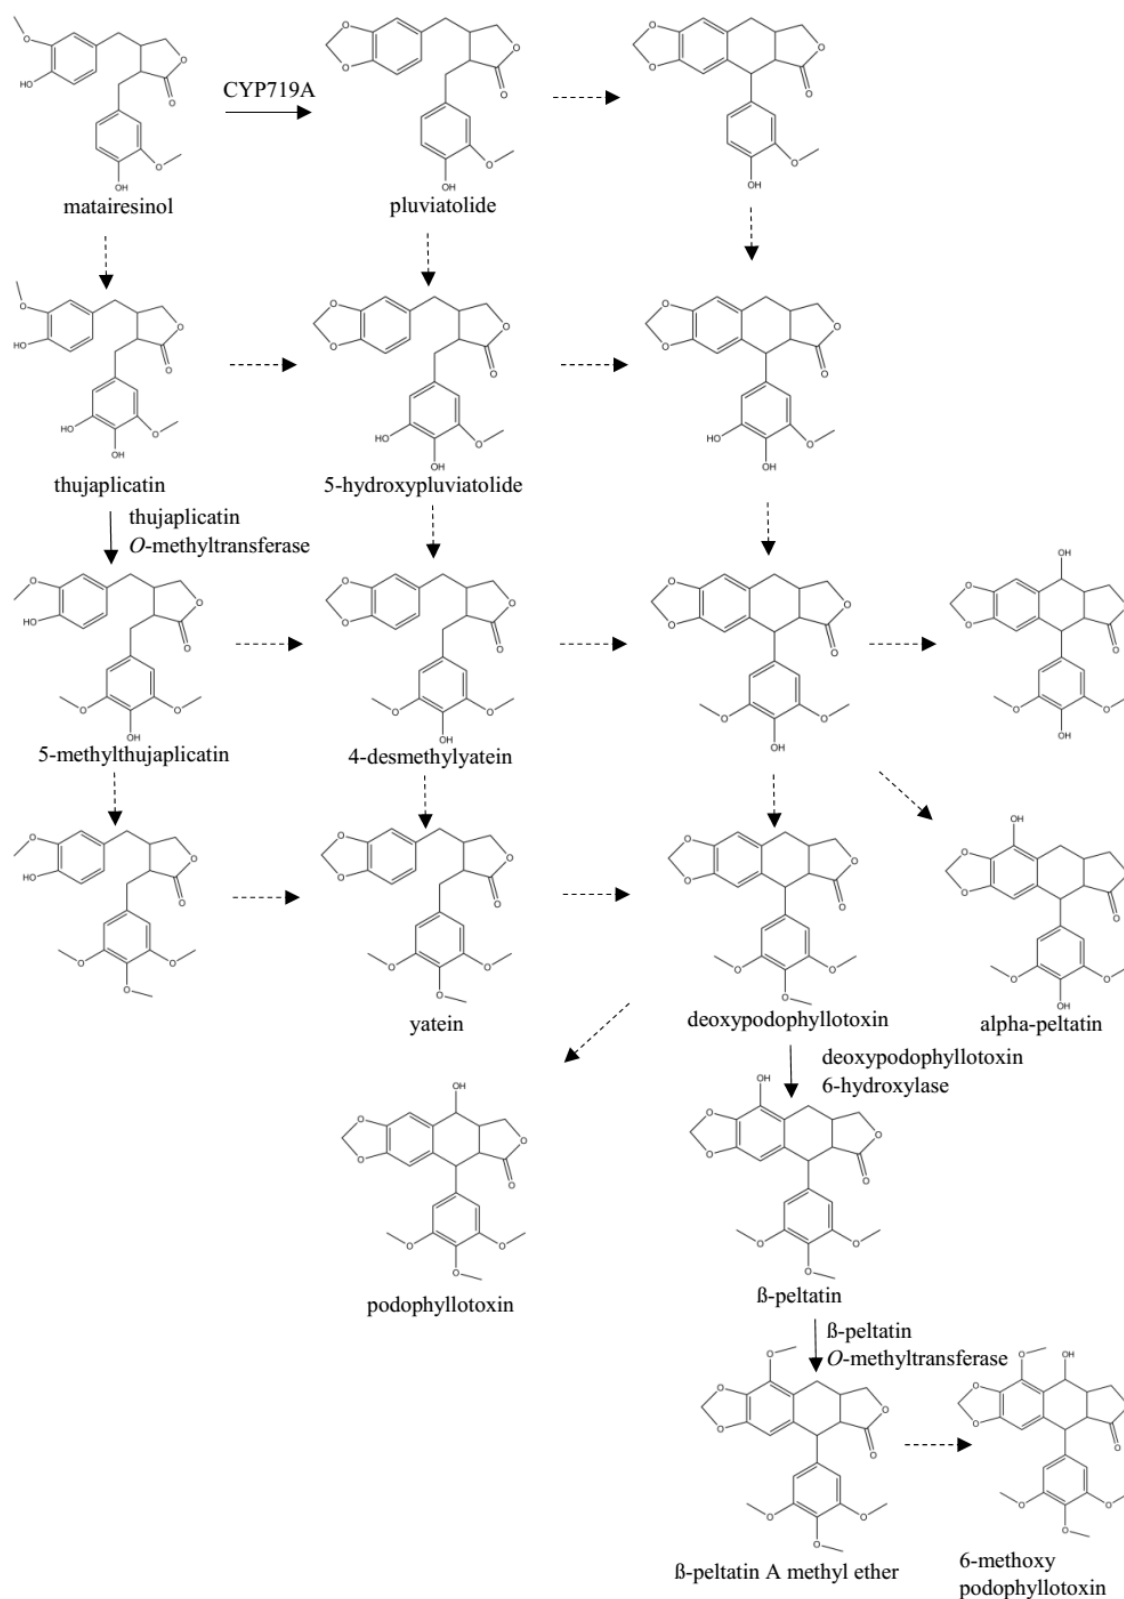 CYP719A
matairesinol
pluviatolide
thujaplicatin
5-hydroxypluviatolide
thujaplicatin
O-methyltransferase
5-methylthujaplicatin
4-desmethylyatein
yatein
deoxypodophyllotoxin
alpha-peltatin
deoxypodophyllotoxin
6-hydroxylase
podophyllotoxin
ß-peltatin
ß-peltatin
O-methyltransferase
ß-peltatin A methyl ether
6-methoxy
podophyllotoxin